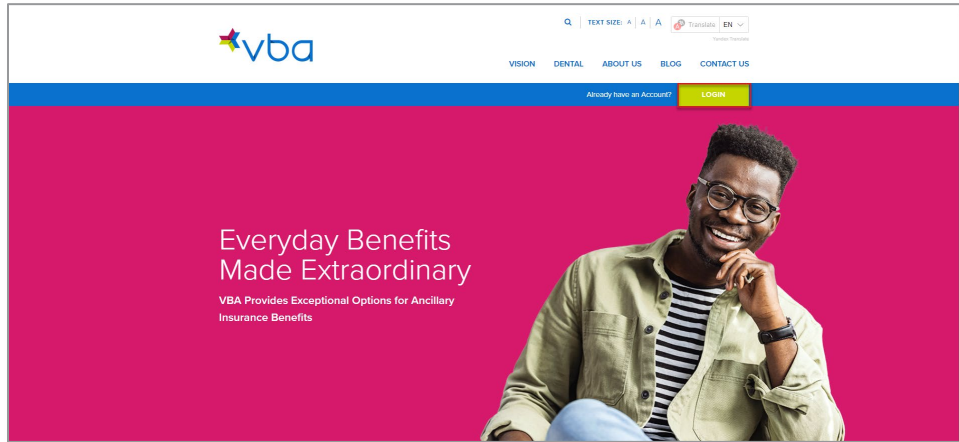 TEXT SIZE: A | A | A
Translate EN
vba
VISION DENTAL ABOUT US BLOG CONTACT US
Already have an Account? LOGIN
Everyday Benefits
Made Extraordinary
VBA Provides Exceptional Options for Ancillary
Insurance Benefits